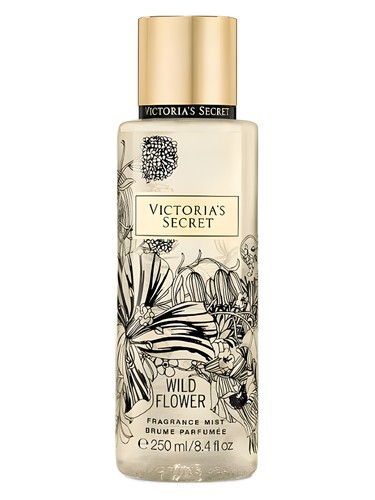 VICTORIA'S SECRET
VICTORIA'S
SECRET
WILD
FLOWER
FRAGRANCE MIST
BRUME PARFUMÉE
℮ 250 ml/8.4 fl oz